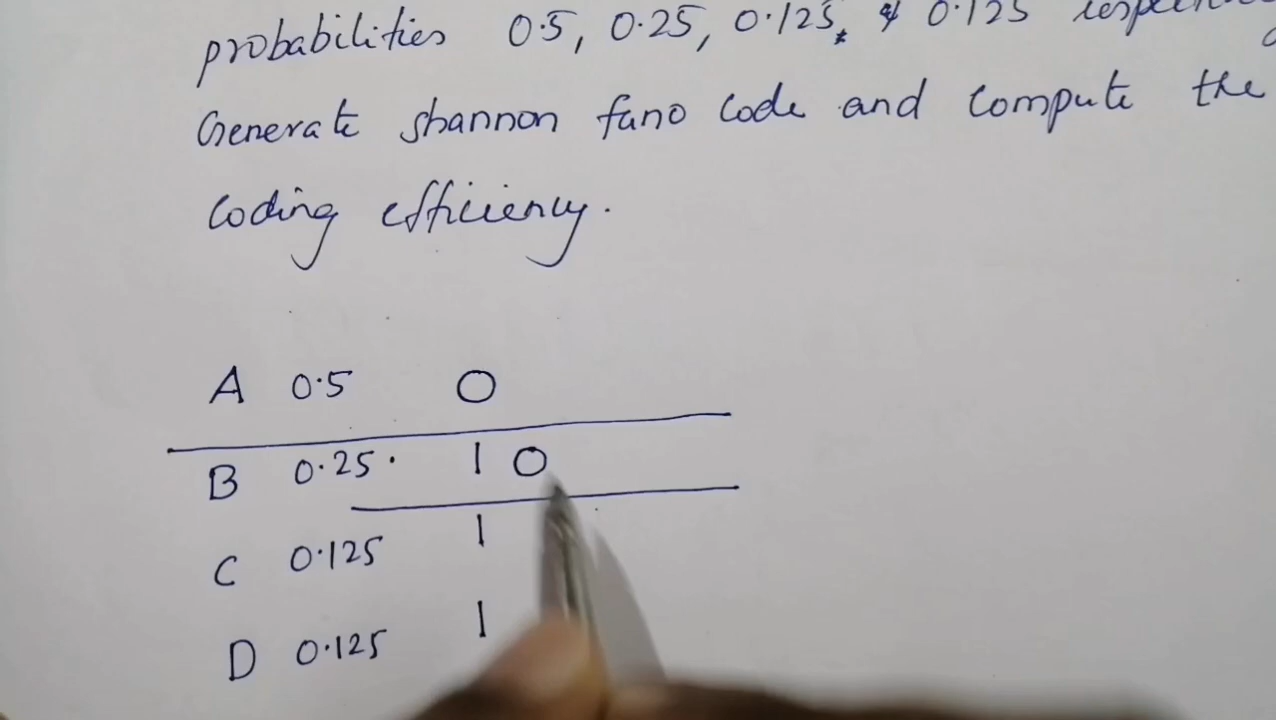 probabilities 0.5, 0.25, 0.125, & 0.125
Generate shannon fano code and compute the
coding efficiency.
A 0.5 0
B 0.25. 1 0
C 0.125 1
D 0.125 1